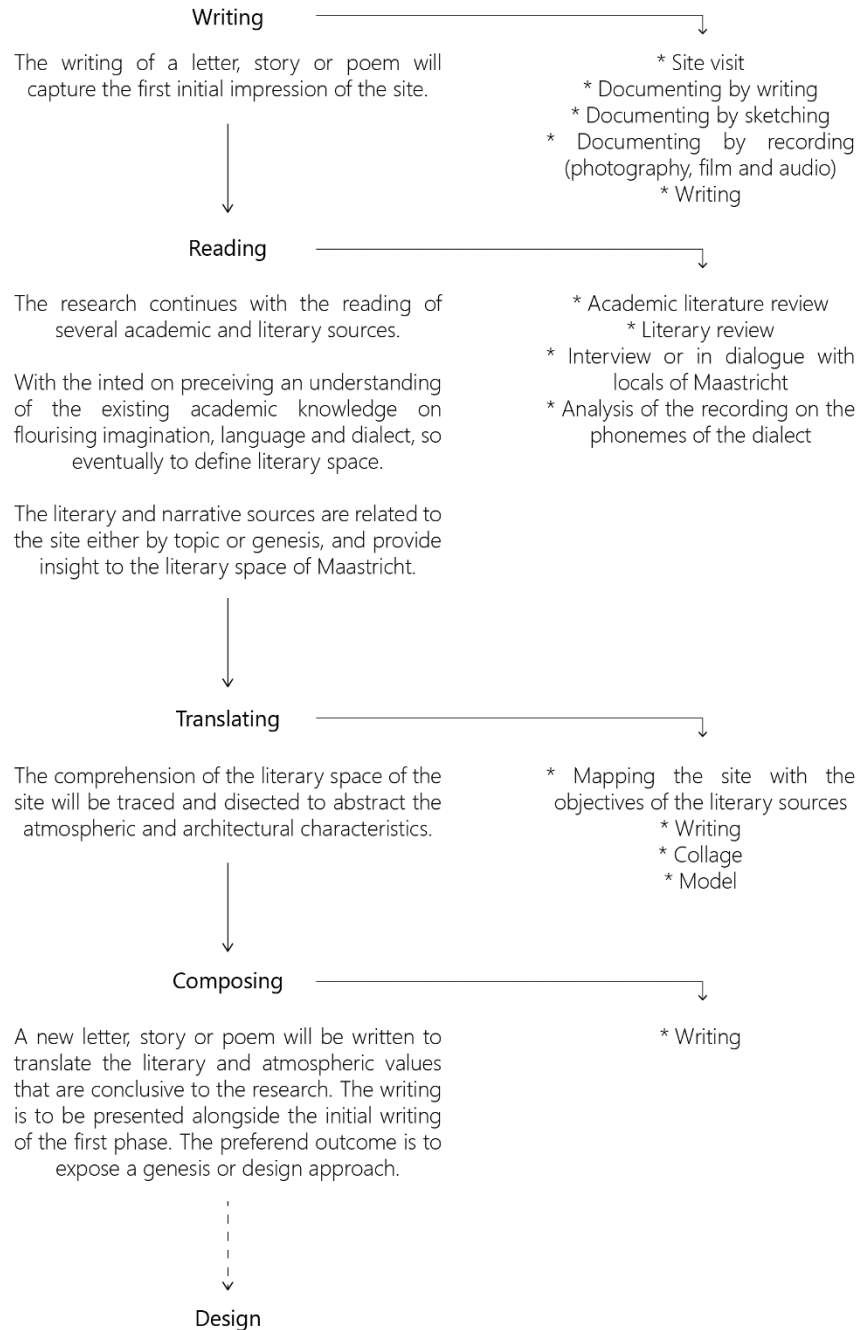 Writing
The writing of a letter, story or poem will
capture the first initial impression of the site.
* Site visit
* Documenting by writing
* Documenting by sketching
* Documenting by recording
(photography, film and audio)
* Writing
Reading
The research continues with the reading of
several academic and literary sources.
With the inted on preceiving an understanding
of the existing academic knowledge on
flourising imagination, language and dialect, so
eventually to define literary space.
The literary and narrative sources are related to
the site either by topic or genesis, and provide
insight to the literary space of Maastricht.
* Academic literature review
* Literary review
* Interview or in dialogue with
locals of Maastricht
* Analysis of the recording on the
phonemes of the dialect
Translating
The comprehension of the literary space of the
site will be traced and disected to abstract the
atmospheric and architectural characteristics.
* Mapping the site with the
objectives of the literary sources
* Writing
* Collage
* Model
Composing
A new letter, story or poem will be written to
translate the literary and atmospheric values
that are conclusive to the research. The writing
is to be presented alongside the initial writing
of the first phase. The preferend outcome is to
expose a genesis or design approach.
* Writing
Design